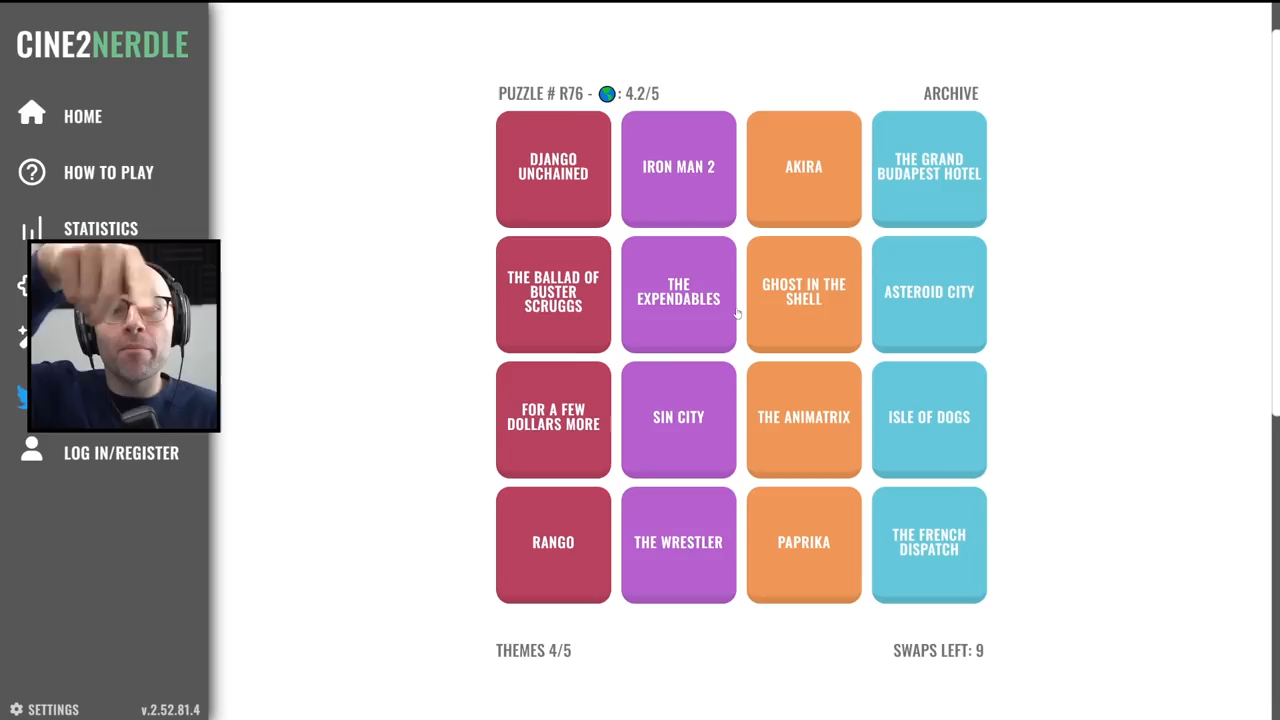 CINE2NERDLE
HOME
HOW TO PLAY
STATISTICS
LOG IN/REGISTER
SETTINGS
v.2.52.81.4
PUZZLE # R76 - 🌎: 4.2/5
ARCHIVE
DJANGO
UNCHAINED
IRON MAN 2
AKIRA
THE GRAND
BUDAPEST HOTEL
THE BALLAD OF
BUSTER
SCRUGGS
THE
EXPENDABLES
GHOST IN THE
SHELL
ASTEROID CITY
FOR A FEW
DOLLARS MORE
SIN CITY
THE ANIMATRIX
ISLE OF DOGS
RANGO
THE WRESTLER
PAPRIKA
THE FRENCH
DISPATCH
THEMES 4/5
SWAPS LEFT: 9